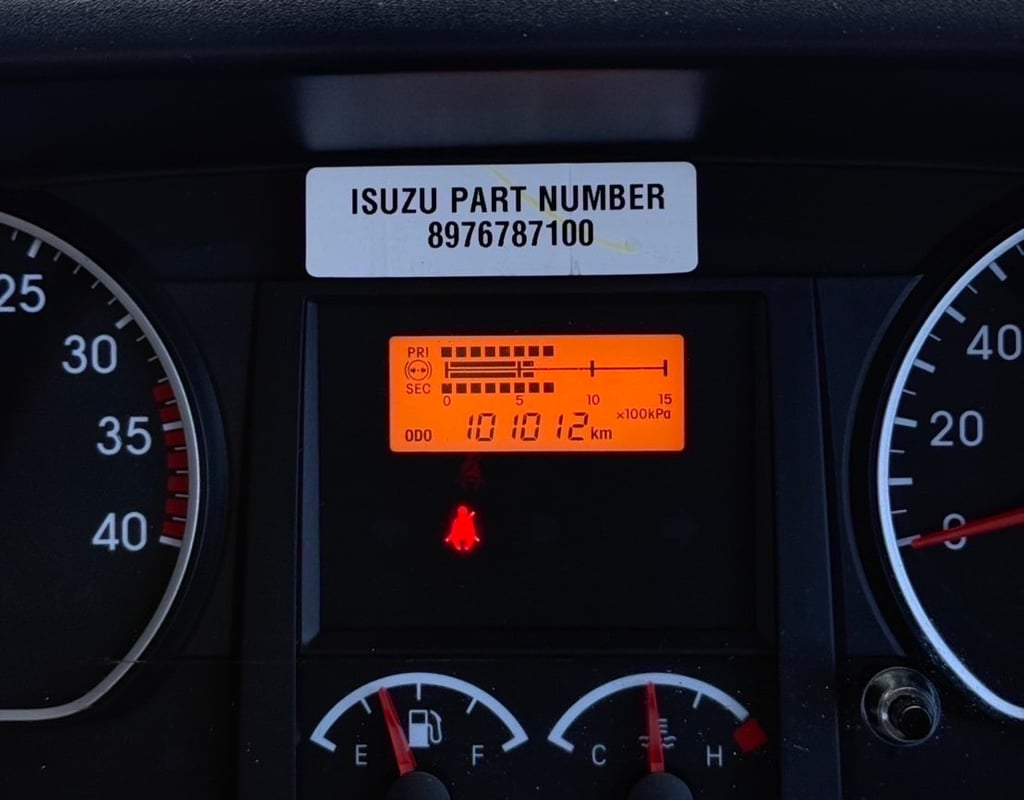 ISUZU PART NUMBER
8976787100
25
30
35
40
PRI
SEC
0 5 10 15
×100kPa
ODO 101012 km
40
20
0
E F
C H